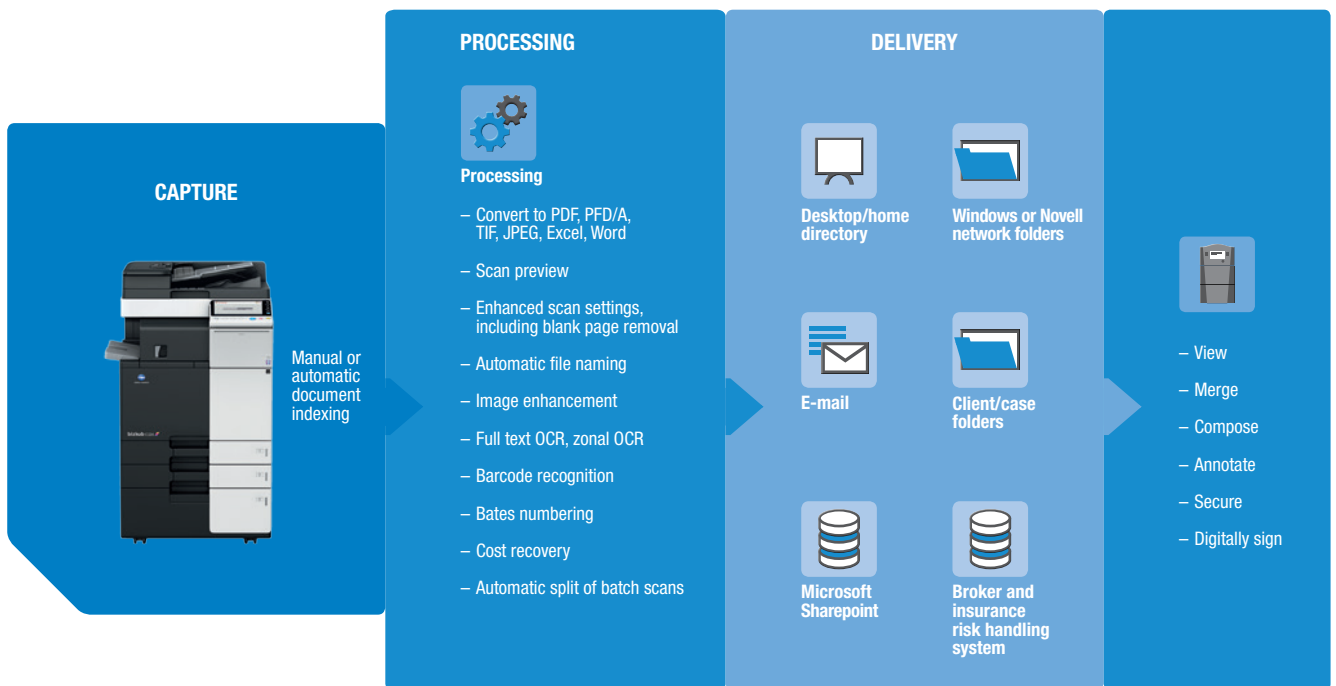 CAPTURE
Manual or
automatic
document
indexing
PROCESSING
Processing
– Convert to PDF, PFD/A,
TIF, JPEG, Excel, Word
– Scan preview
– Enhanced scan settings,
including blank page removal
– Automatic file naming
– Image enhancement
– Full text OCR, zonal OCR
– Barcode recognition
– Bates numbering
– Cost recovery
– Automatic split of batch scans
DELIVERY
Desktop/home
directory
Windows or Novell
network folders
E-mail
Client/case
folders
Microsoft
Sharepoint
Broker and
insurance
risk handling
system
– View
– Merge
– Compose
– Annotate
– Secure
– Digitally sign